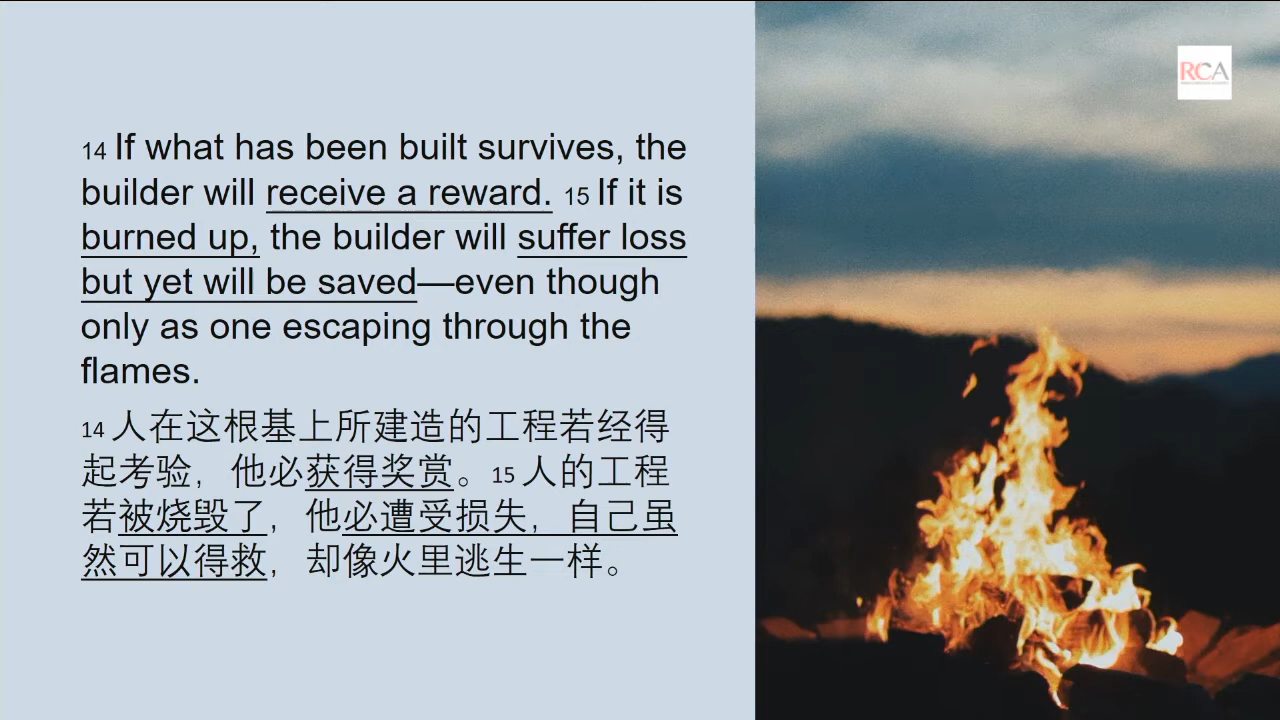 14 If what has been built survives, the
builder will receive a reward. 15 If it is
burned up, the builder will suffer loss
but yet will be saved—even though
only as one escaping through the
flames.
14 人在这根基上所建造的工程若经得
起考验，他必获得奖赏。15 人的工程
若被烧毁了，他必遭受损失，自己虽
然可以得救，却像火里逃生一样。
RCA